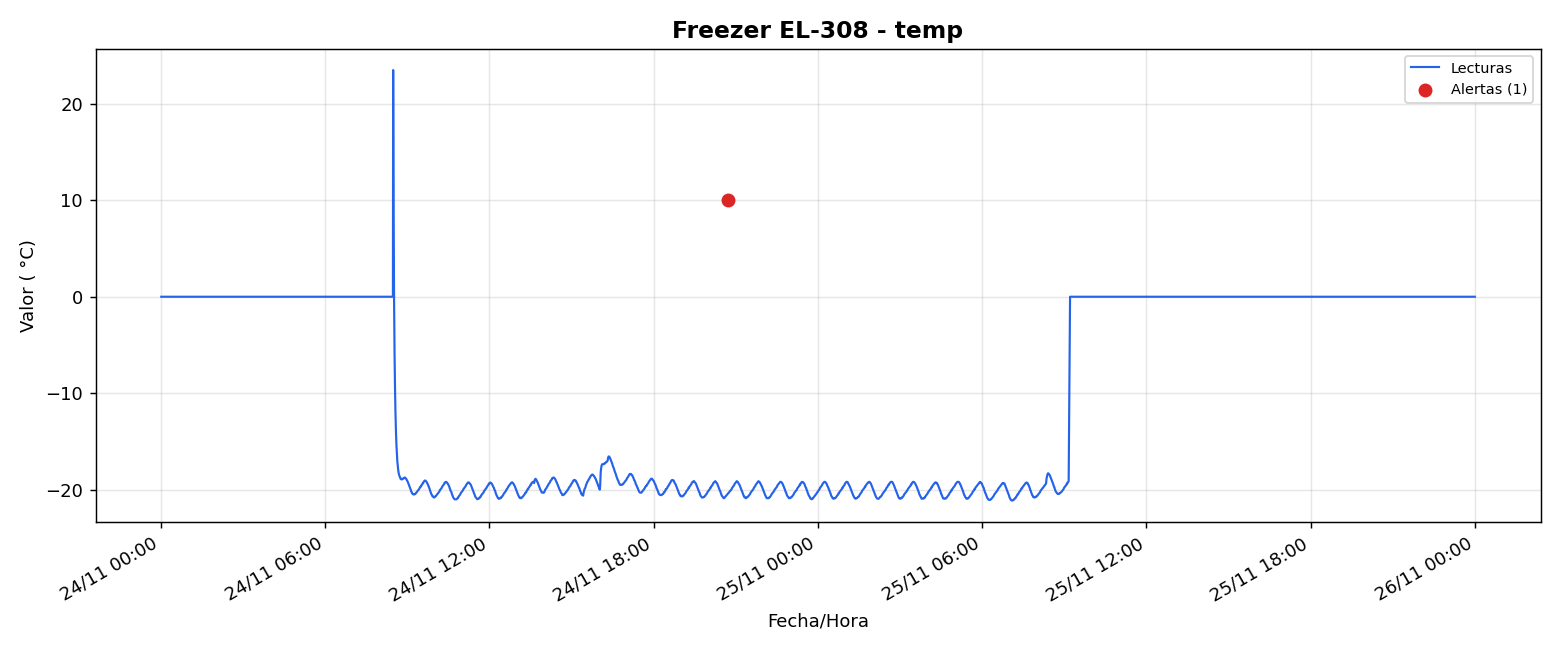 Freezer EL-308 - temp
Lecturas
Alertas (1)
Valor ( °C)
20
10
0
−10
−20
24/11 00:00
24/11 06:00
24/11 12:00
24/11 18:00
25/11 00:00
25/11 06:00
25/11 12:00
25/11 18:00
26/11 00:00
Fecha/Hora